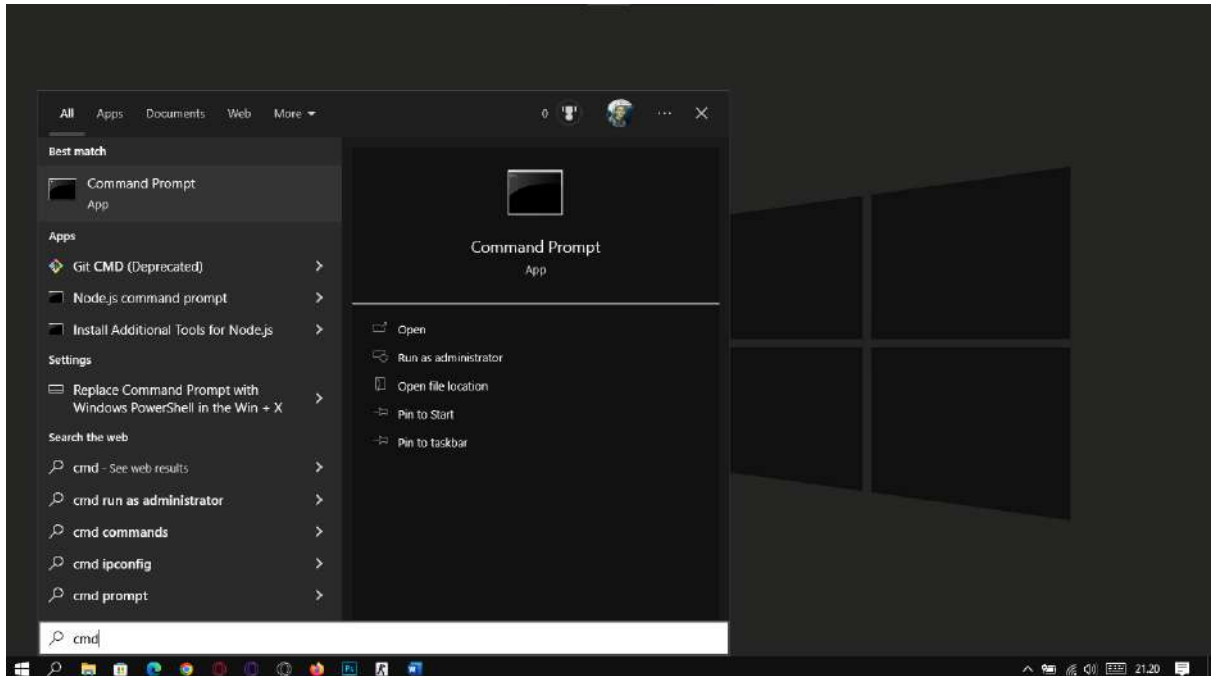 All Apps Documents Web More
0
Best match
Command Prompt
App
Apps
Git CMD (Deprecated)
Node.js command prompt
Install Additional Tools for Node.js
Settings
Replace Command Prompt with
Windows PowerShell in the Win + X
Search the web
cmd - See web results
cmd run as administrator
cmd commands
cmd ipconfig
cmd prompt
cmd
Command Prompt
App
Open
Run as administrator
Open file location
Pin to Start
Pin to taskbar
Ps
W
21.20